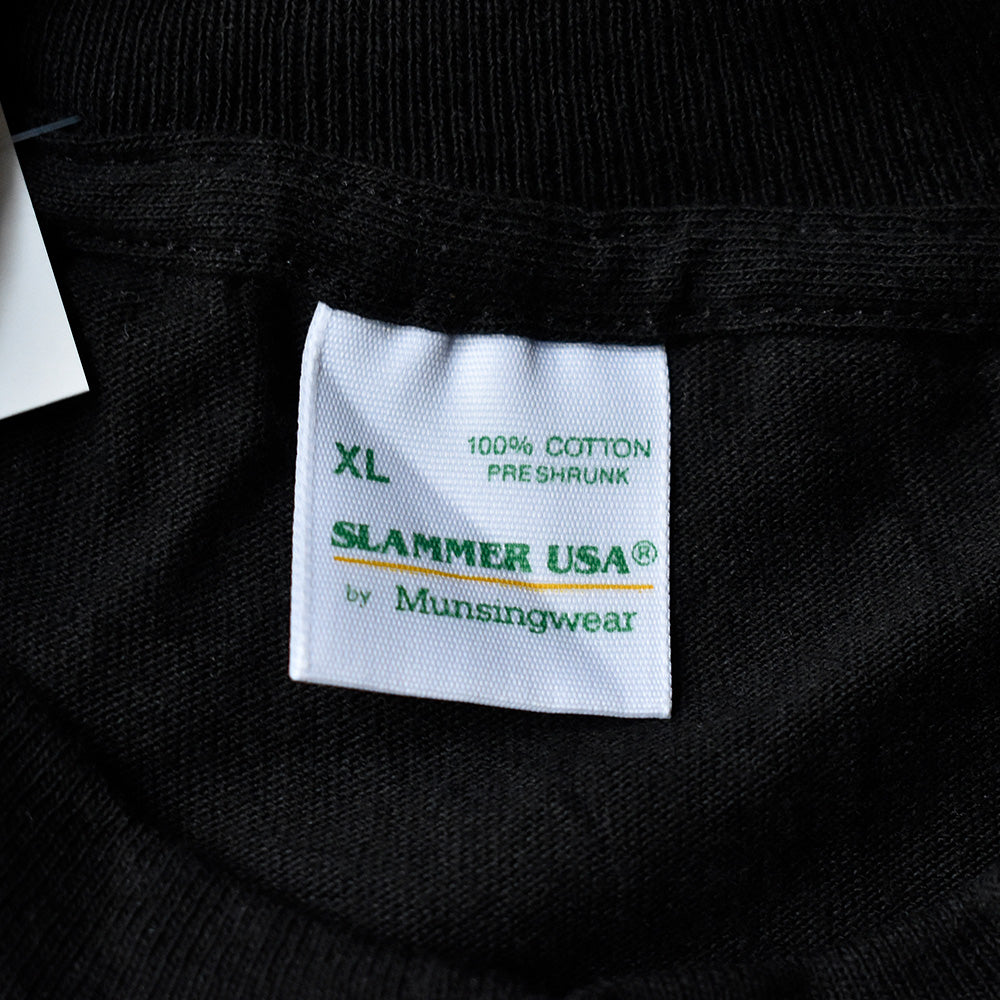 XL
100% COTTON
PRESHRUNK
SLAMMER USA®
by Munsingwear